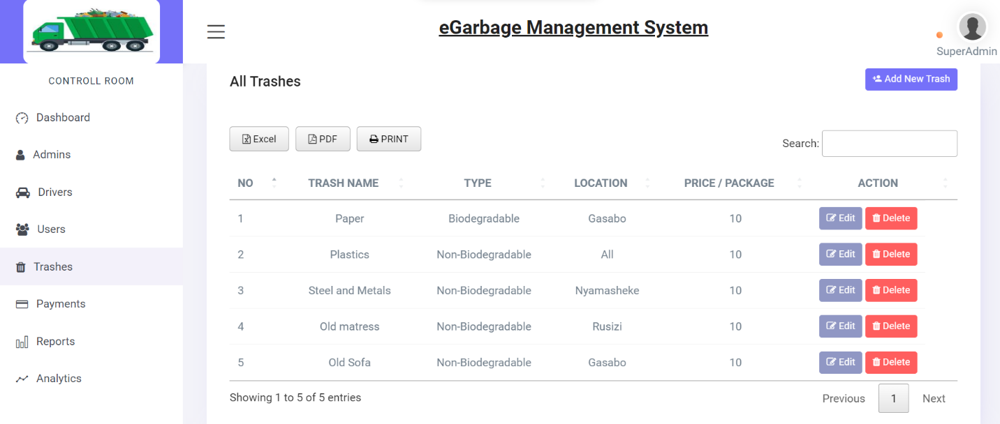 eGarbage Management System
SuperAdmin
CONTROLL ROOM
Dashboard
Admins
Drivers
Users
Trashes
Payments
Reports
Analytics
All Trashes
Add New Trash
Excel PDF PRINT
Search:
NO TRASH NAME TYPE LOCATION PRICE / PACKAGE ACTION
1 Paper Biodegradable Gasabo 10 Edit Delete
2 Plastics Non-Biodegradable All 10 Edit Delete
3 Steel and Metals Non-Biodegradable Nyamasheke 10 Edit Delete
4 Old matress Non-Biodegradable Rusizi 10 Edit Delete
5 Old Sofa Non-Biodegradable Gasabo 10 Edit Delete
Showing 1 to 5 of 5 entries
Previous 1 Next